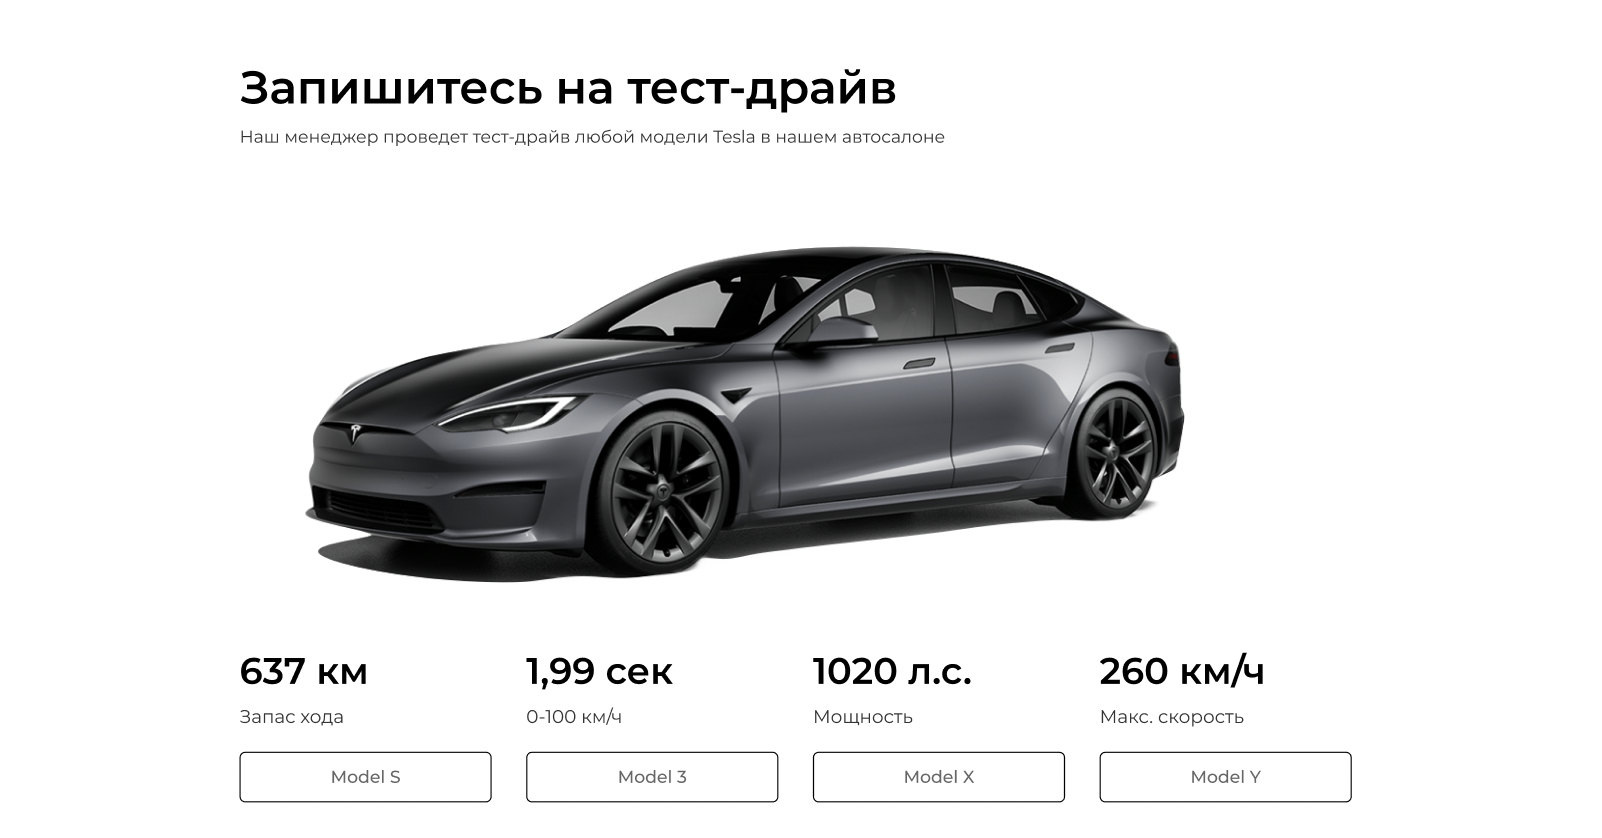 Запишитесь на тест-драйв
Наш менеджер проведет тест-драйв любой модели Tesla в нашем автосалоне
637 км
1,99 сек
1020 л.с.
260 км/ч
Запас хода
0-100 км/ч
Мощность
Макс. скорость
Model S
Model 3
Model X
Model Y